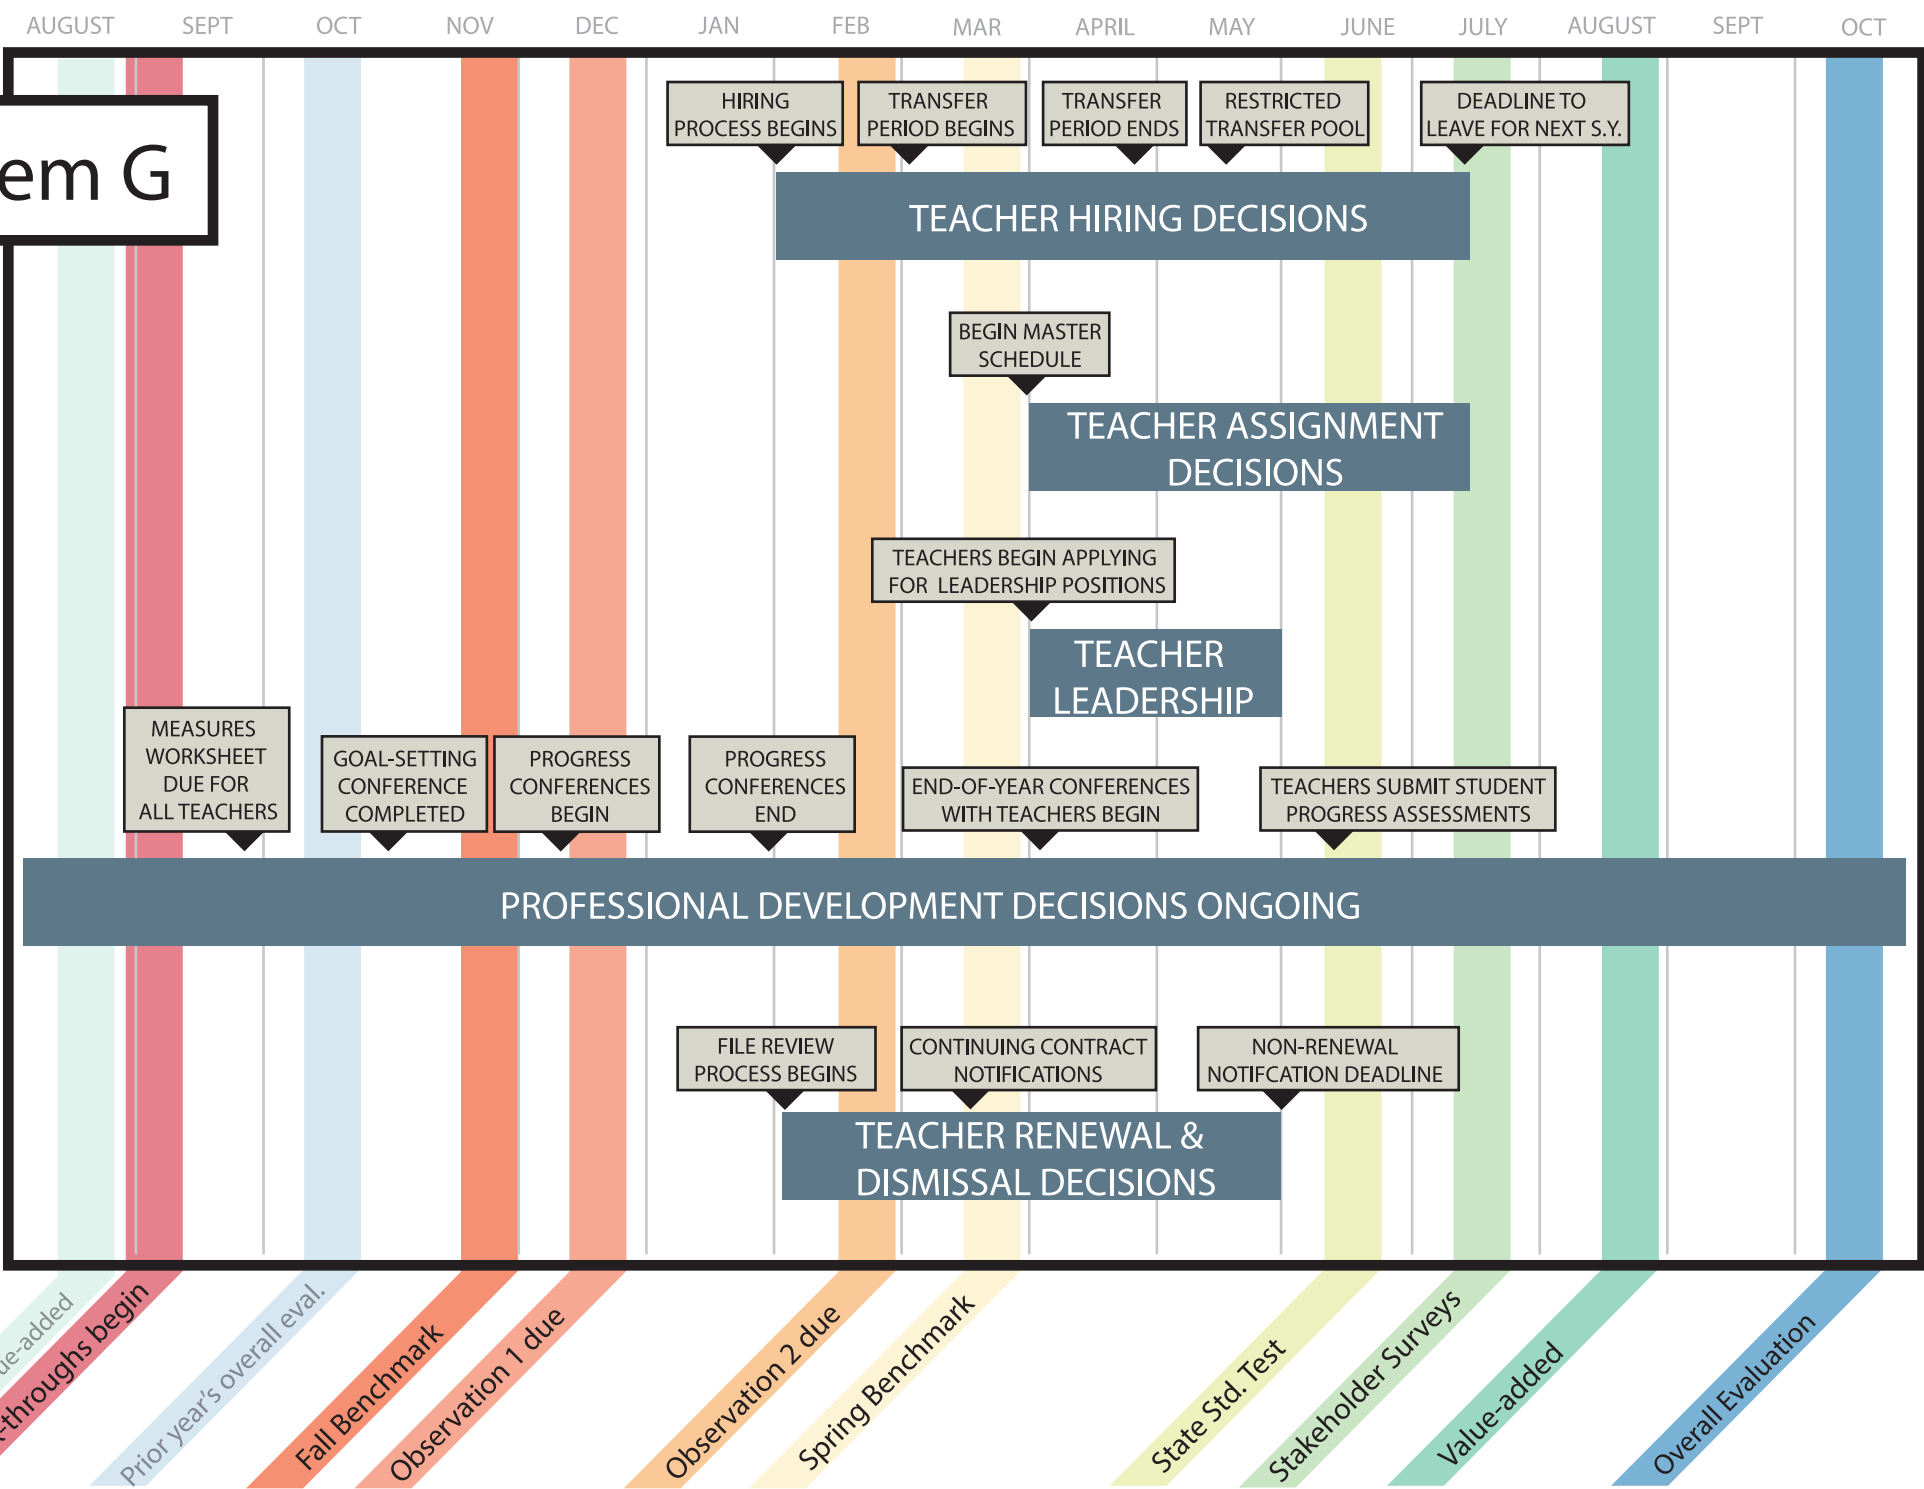 AUGUST SEPT OCT NOV DEC JAN FEB MAR APRIL MAY JUNE JULY AUGUST SEPT OCT
em G
HIRING
PROCESS BEGINS
TRANSFER
PERIOD BEGINS
TRANSFER
PERIOD ENDS
RESTRICTED
TRANSFER POOL
DEADLINE TO
LEAVE FOR NEXT S.Y.
TEACHER HIRING DECISIONS
BEGIN MASTER
SCHEDULE
TEACHER ASSIGNMENT
DECISIONS
TEACHERS BEGIN APPLYING
FOR LEADERSHIP POSITIONS
TEACHER
LEADERSHIP
MEASURES
WORKSHEET
DUE FOR
ALL TEACHERS
GOAL-SETTING
CONFERENCE
COMPLETED
PROGRESS
CONFERENCES
BEGIN
PROGRESS
CONFERENCES
END
END-OF-YEAR CONFERENCES
WITH TEACHERS BEGIN
TEACHERS SUBMIT STUDENT
PROGRESS ASSESSMENTS
PROFESSIONAL DEVELOPMENT DECISIONS ONGOING
FILE REVIEW
PROCESS BEGINS
CONTINUING CONTRACT
NOTIFICATIONS
NON-RENEWAL
NOTIFCATION DEADLINE
TEACHER RENEWAL &
DISMISSAL DECISIONS
ue-added
-throughs begin
Prior year's overall eval.
Fall Benchmark
Observation 1 due
Observation 2 due
Spring Benchmark
State Std. Test
Stakeholder Surveys
Value-added
Overall Evaluation